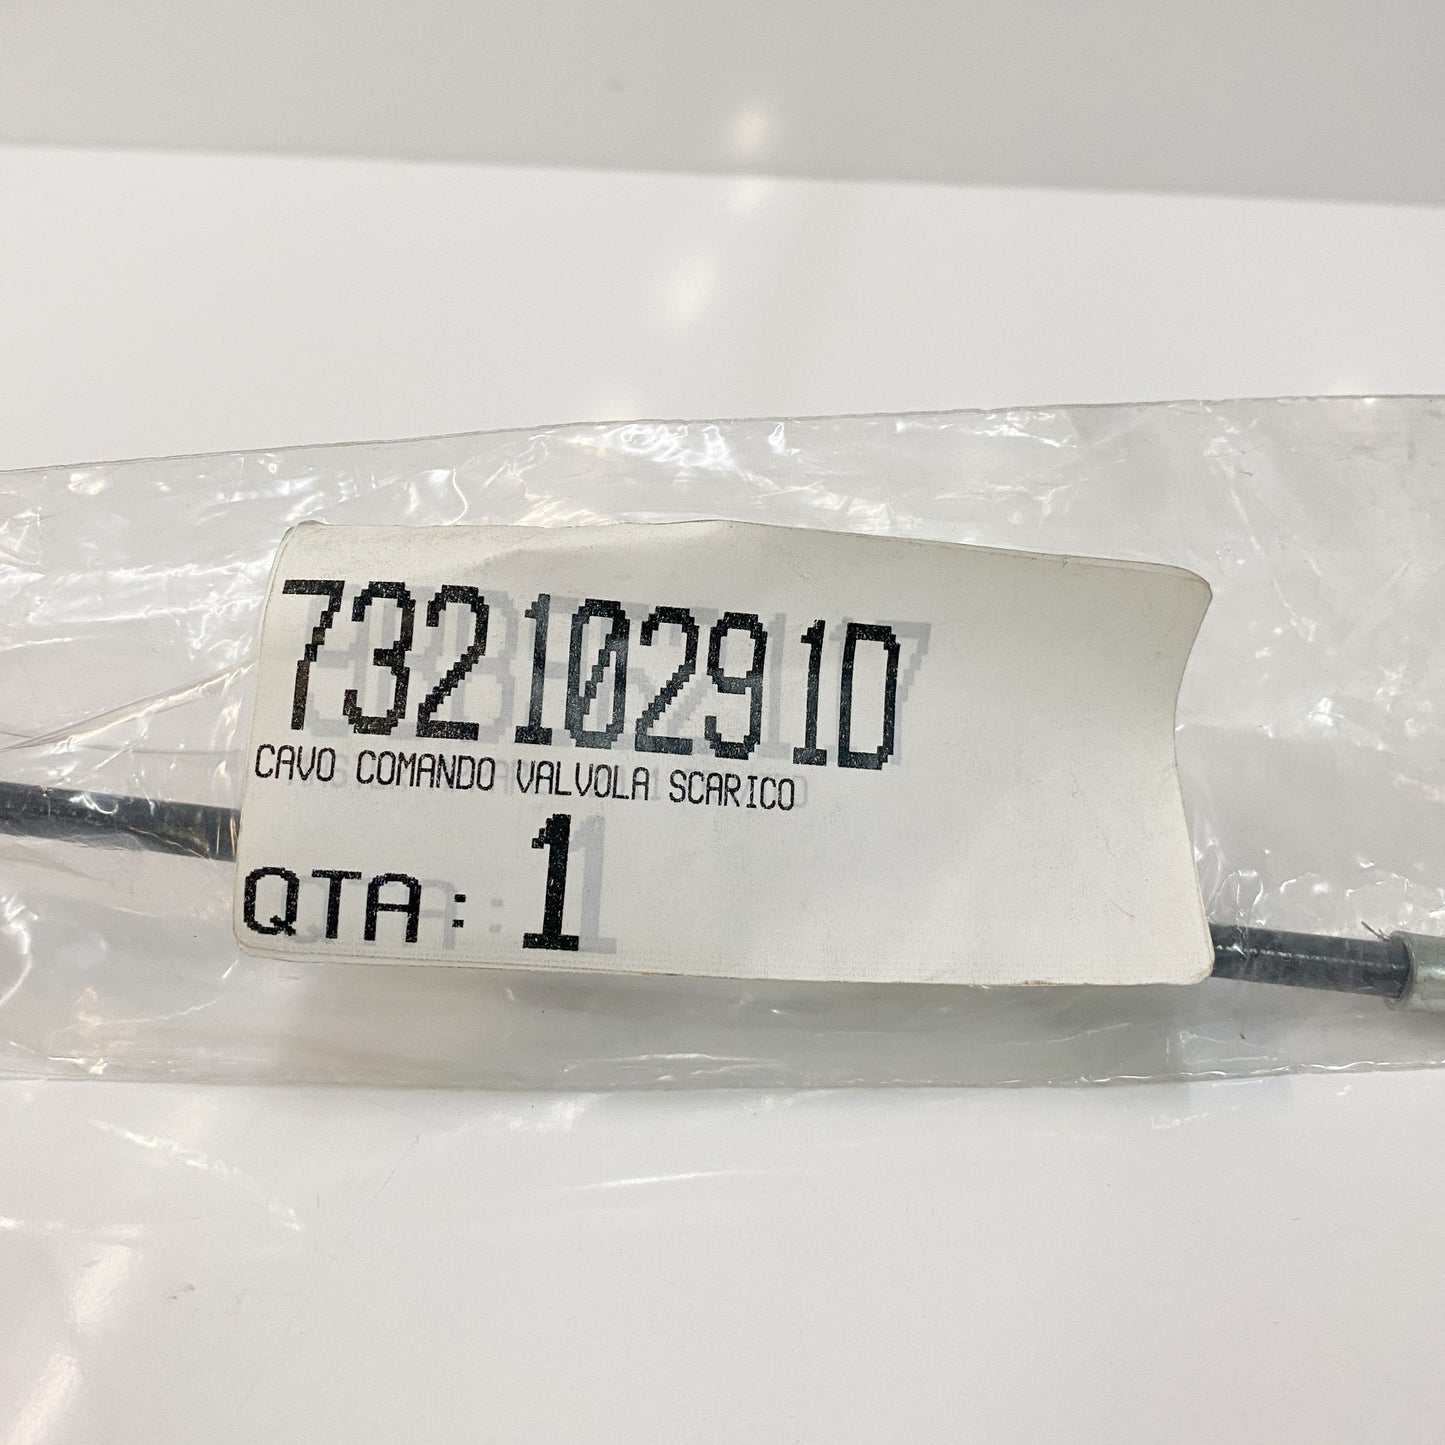 73210291D
CAVO COMANDO VALVOLA SCARICO
QTA: 1